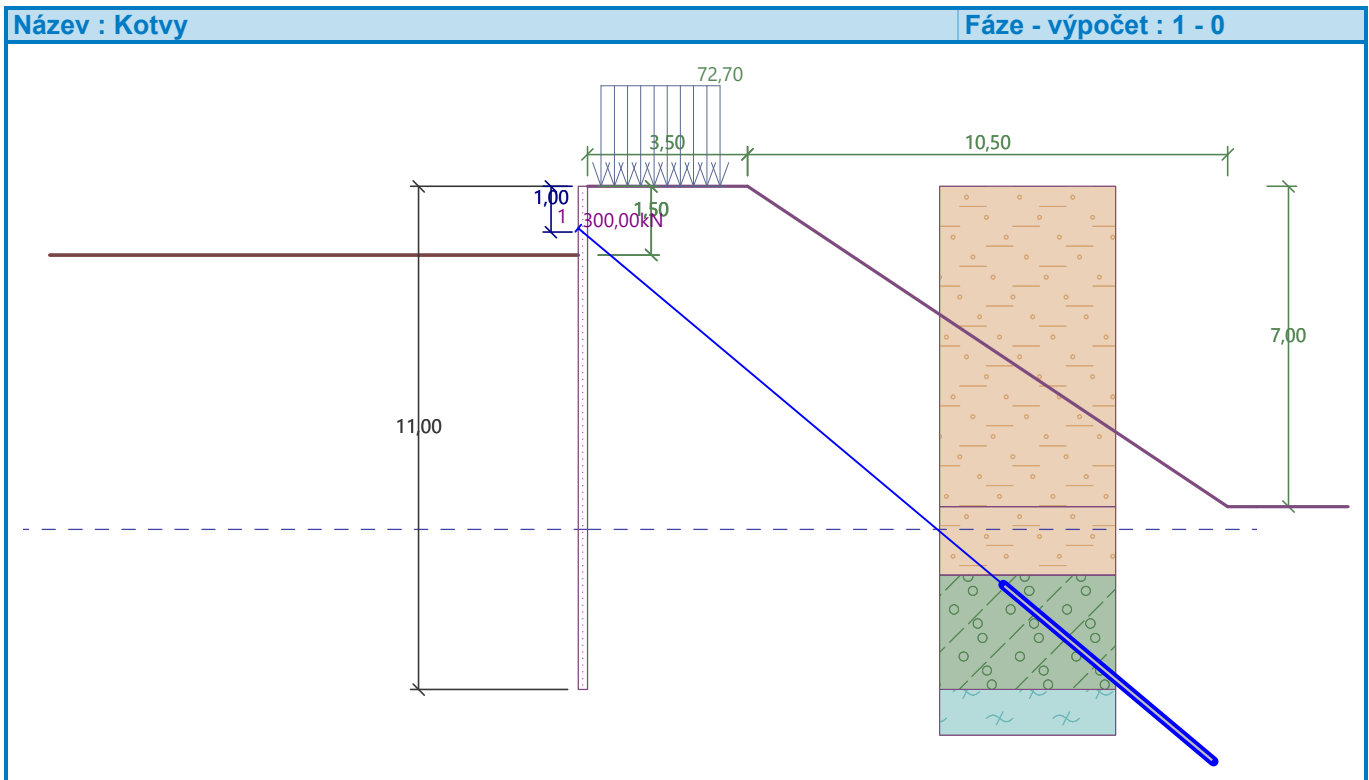 Název : Kotvy
Fáze - výpočet : 1 - 0
72,70
3,50
10,50
1,00
1,50
1
300,00kN
7,00
11,00